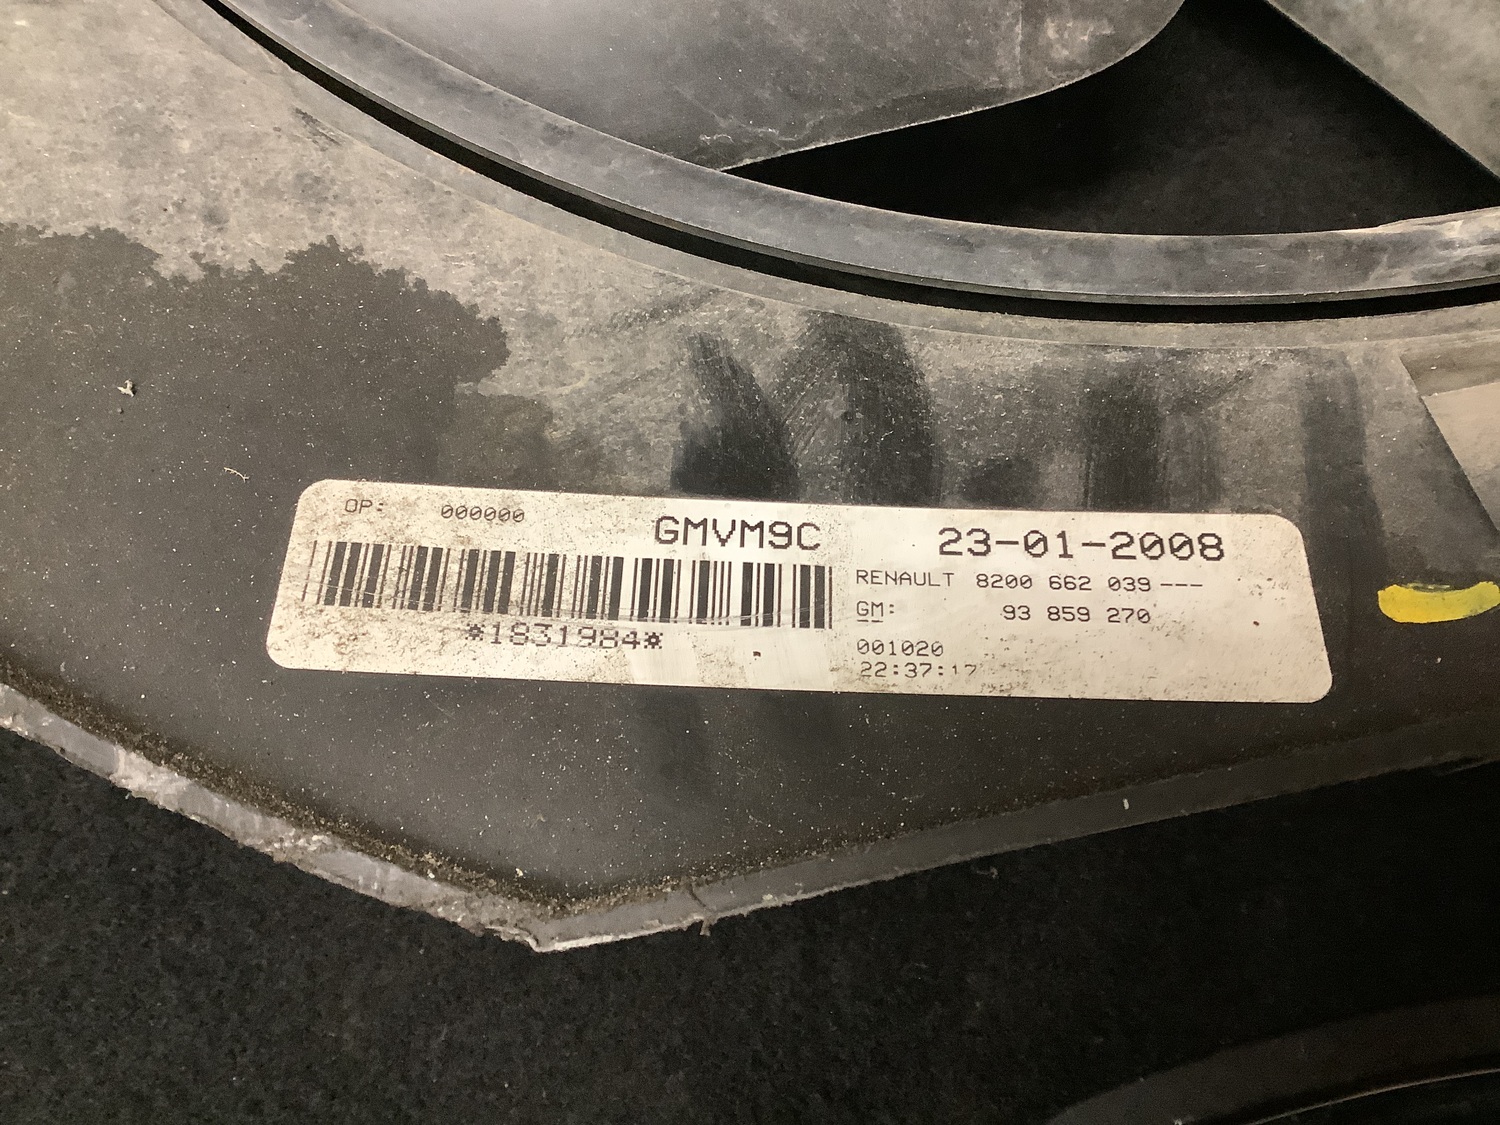 OP: 000000
GMVM9C
*1831984*
23-01-2008
RENAULT 8200 662 039---
GM: 93 859 270
001020
22:37:17